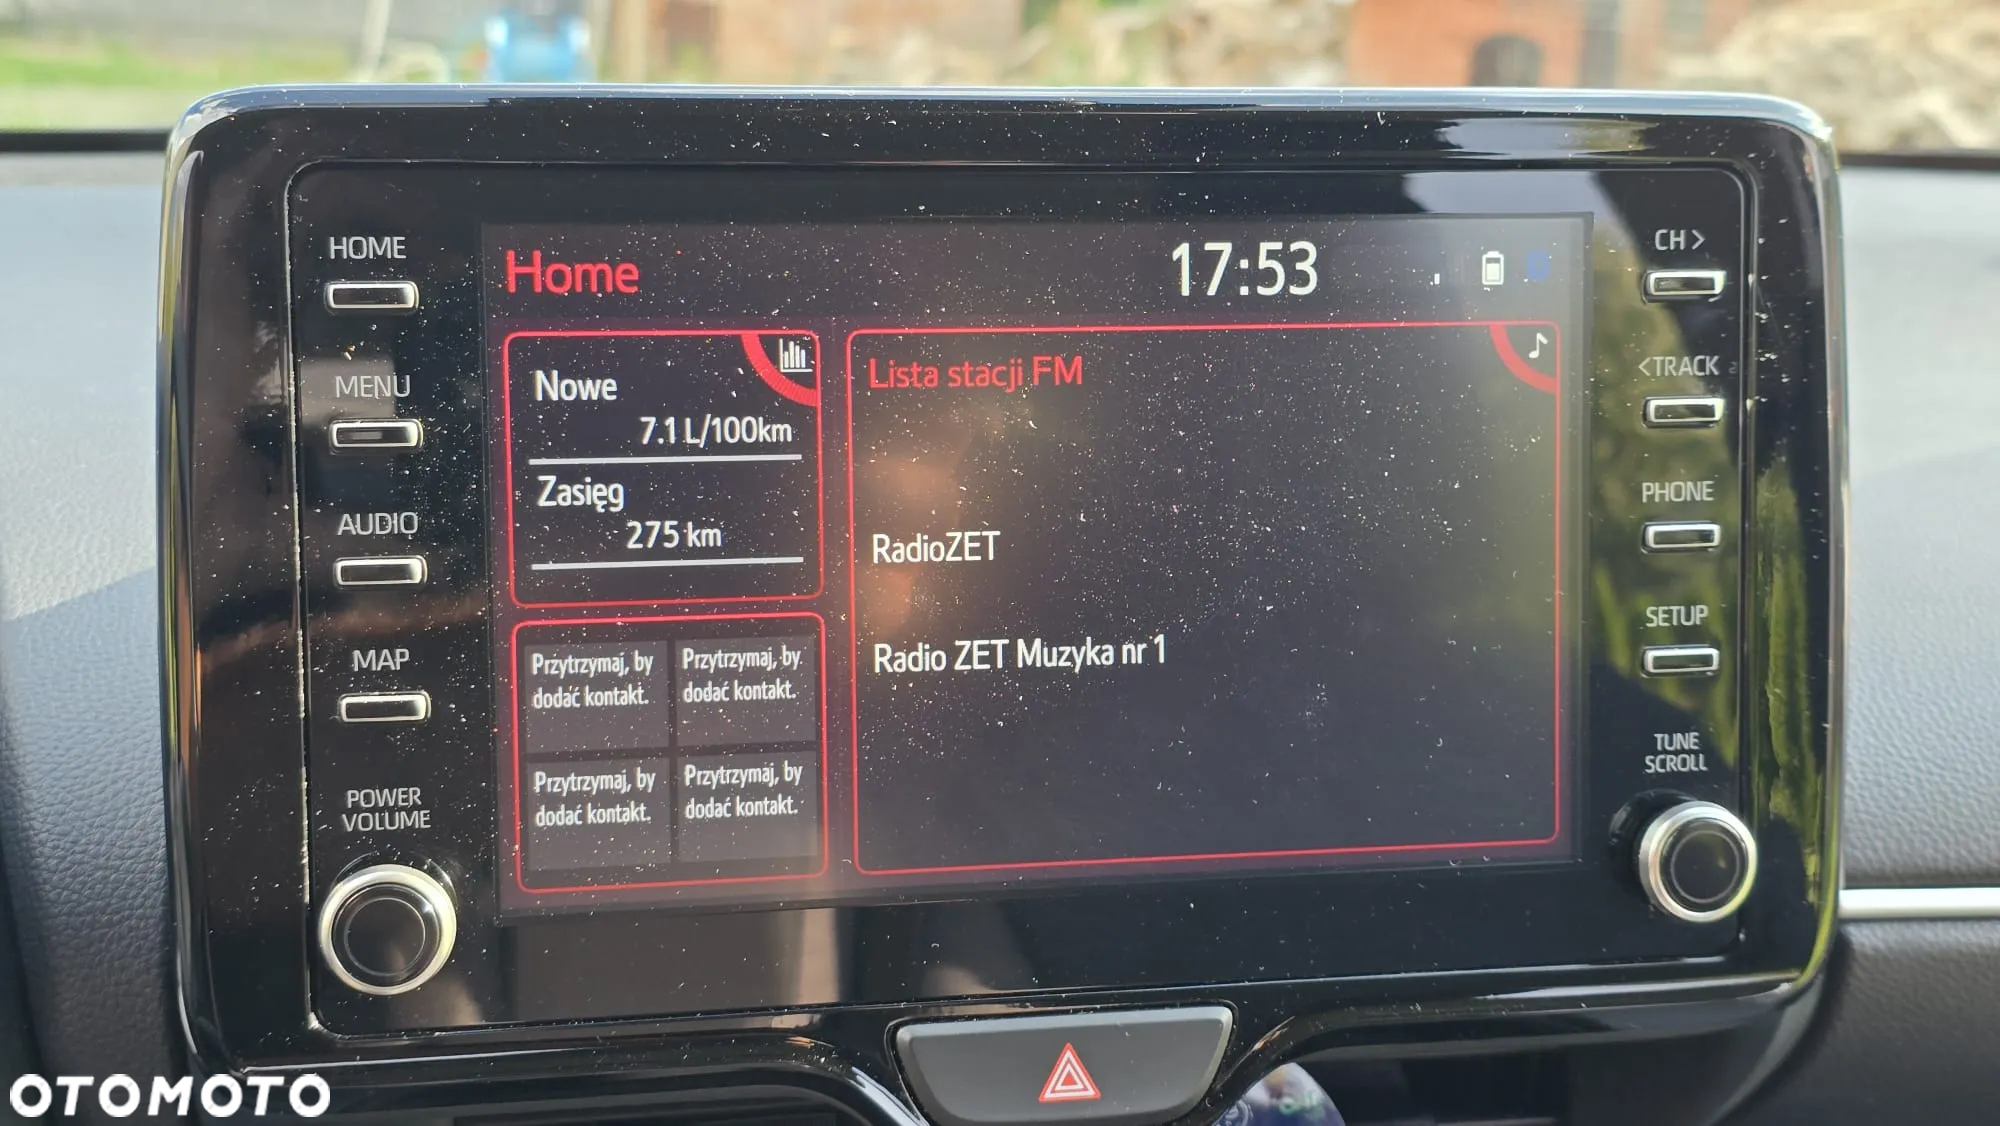 HOME
MENU
AUDIO
MAP
POWER
VOLUME
Home
17:53
Nowe
7.1 L/100km
Zasięg
275 km
Przytrzymaj, by
dodać kontakt.
Przytrzymaj, by
dodać kontakt.
Przytrzymaj, by
dodać kontakt.
Przytrzymaj, by
dodać kontakt.
Lista stacji FM
RadioZET
Radio ZET Muzyka nr 1
CH >
< TRACK
PHONE
SETUP
TUNE
SCROLL
OTOMOTO